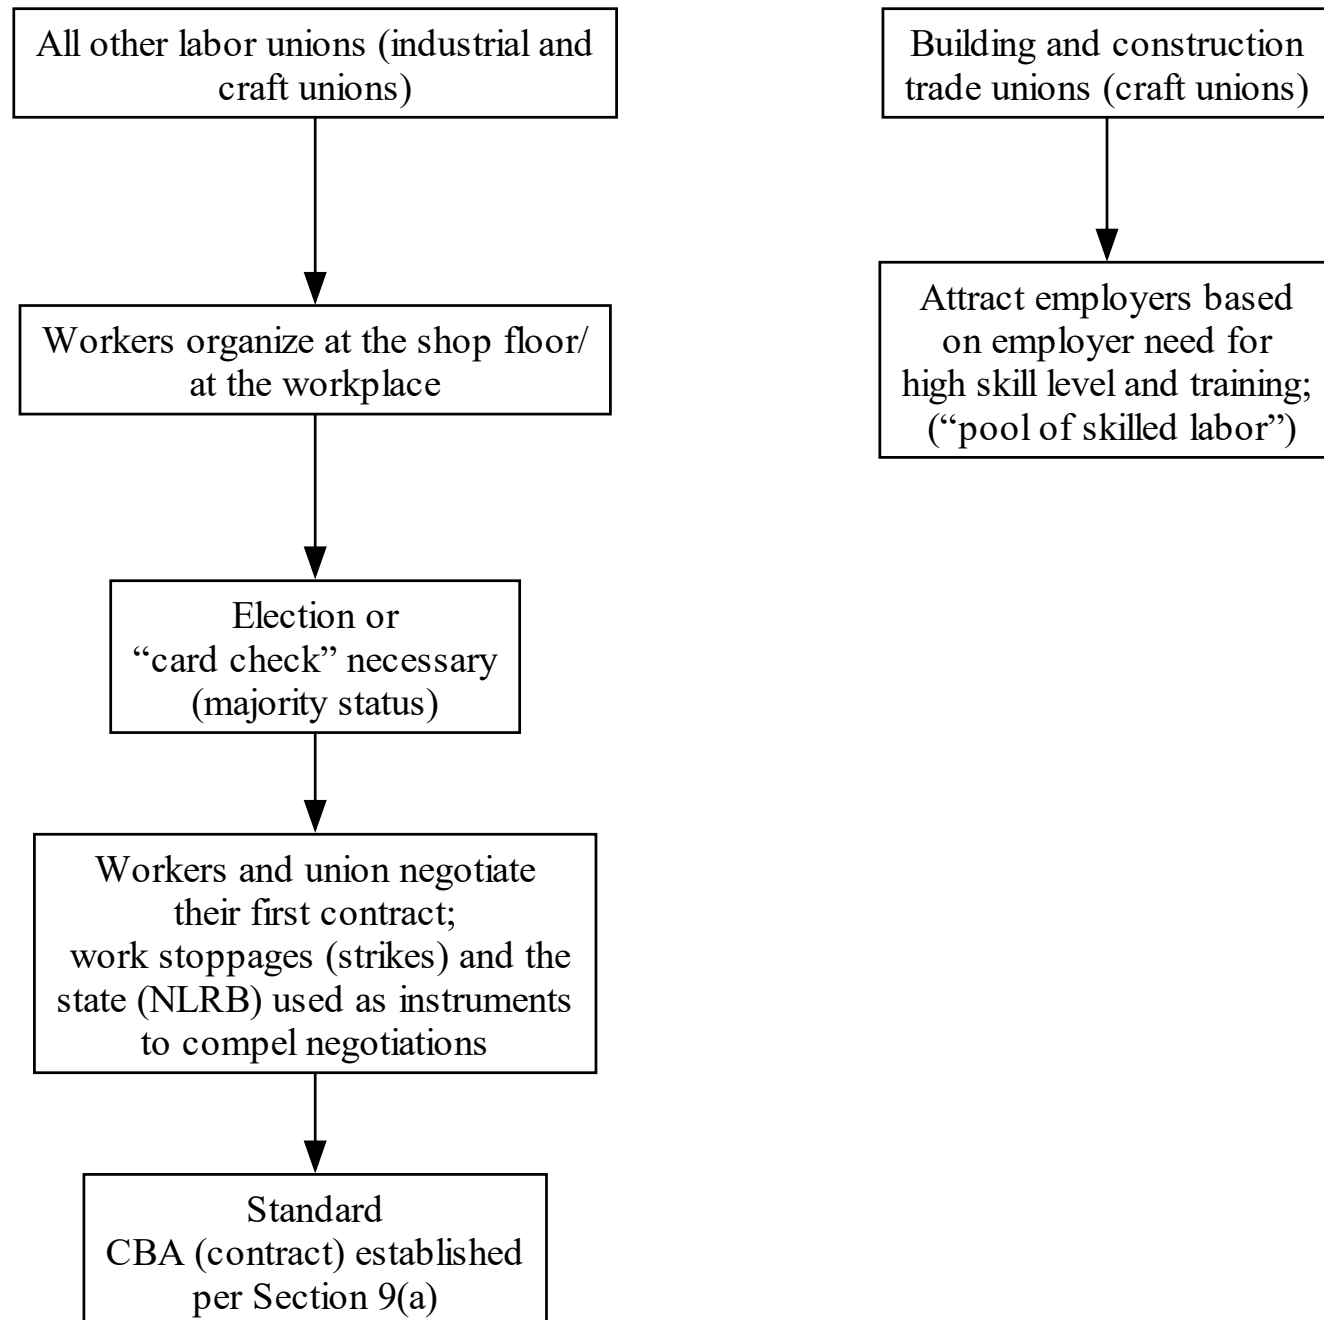 All other labor unions (industrial and
craft unions)
Workers organize at the shop floor/
at the workplace
Election or
“card check” necessary
(majority status)
Workers and union negotiate
their first contract;
work stoppages (strikes) and the
state (NLRB) used as instruments
to compel negotiations
Standard
CBA (contract) established
per Section 9(a)
Building and construction
trade unions (craft unions)
Attract employers based
on employer need for
high skill level and training;
(“pool of skilled labor”)